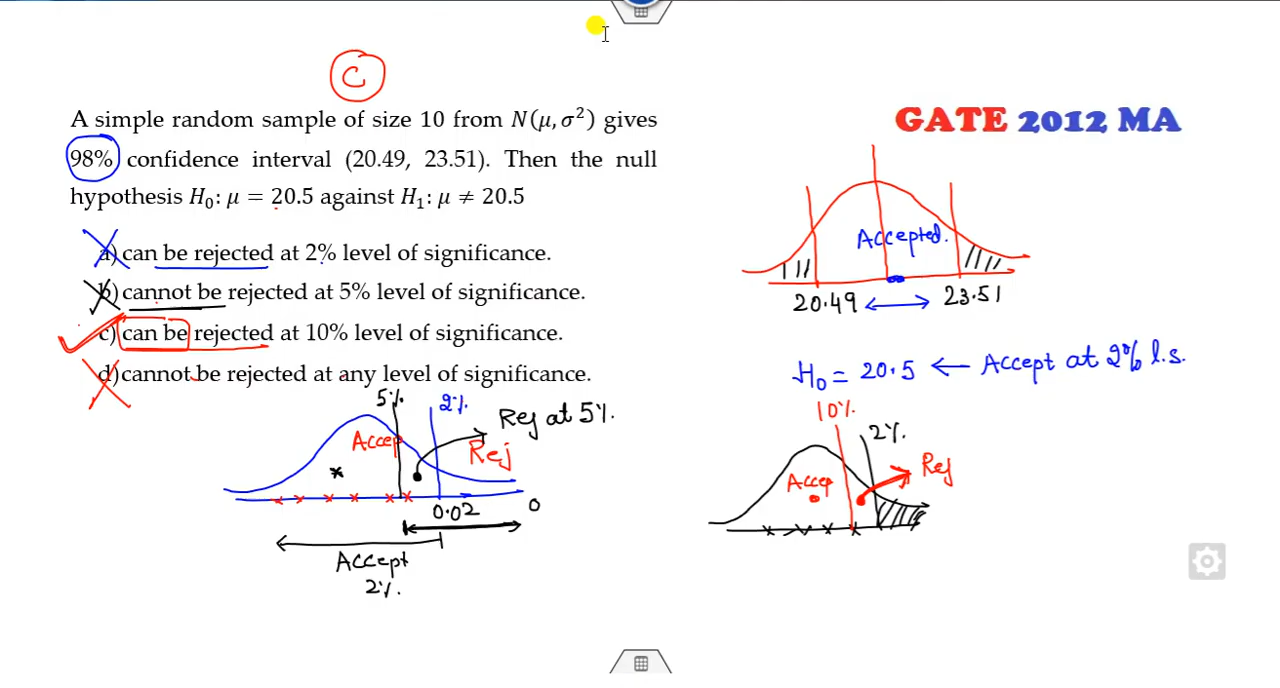 C
A simple random sample of size 10 from N(μ, σ²) gives
98% confidence interval (20.49, 23.51). Then the null
hypothesis H₀: μ = 20.5 against H₁: μ ≠ 20.5
a) can be rejected at 2% level of significance.
b) cannot be rejected at 5% level of significance.
c) can be rejected at 10% level of significance.
d) cannot be rejected at any level of significance.
5% 2% Rej at 5%.
Accep Rej
0.02 0
Accept
2%.
GATE 2012 MA
Accepted.
20.49 23.51
H₀ = 20.5 ← Accept at 2% l.s.
10% 2%.
Accep Rej